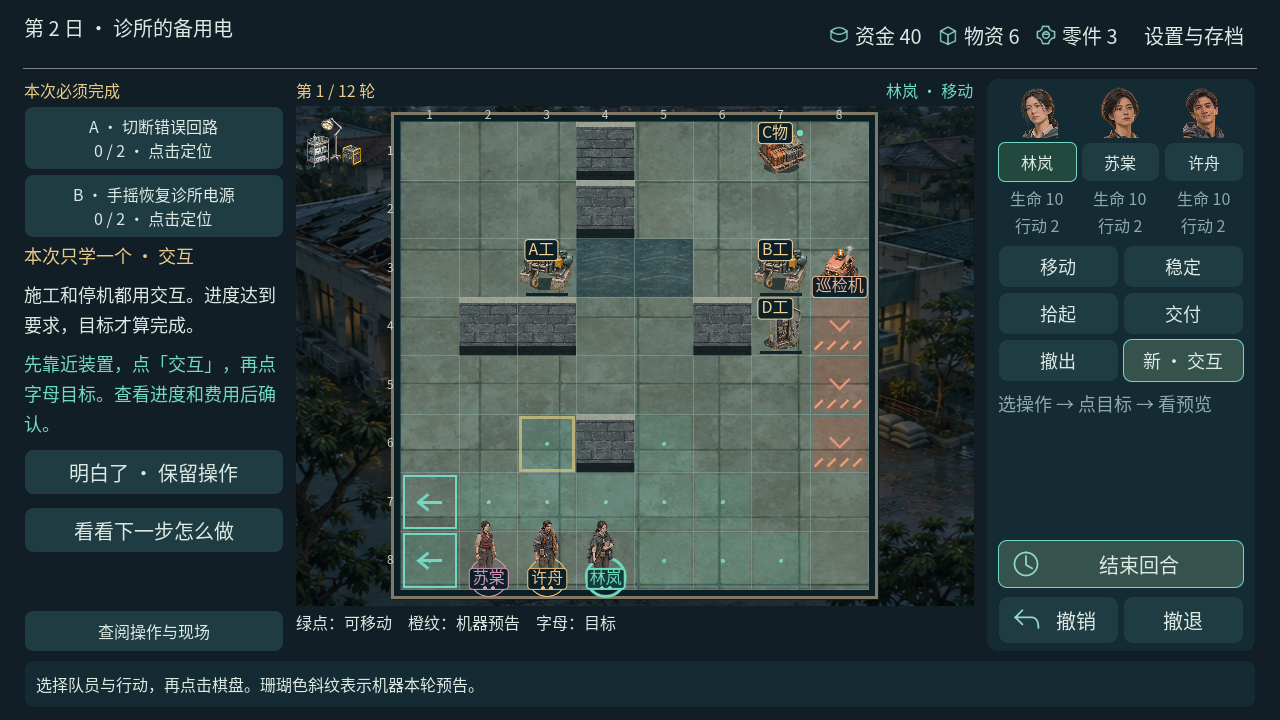 第 2 日 · 诊所的备用电
资金 40
物资 6
零件 3
设置与存档
本次必须完成
A · 切断错误回路
0 / 2 · 点击定位
B · 手摇恢复诊所电源
0 / 2 · 点击定位
本次只学一个 · 交互
施工和停机都用交互。进度达到
要求，目标才算完成。
先靠近装置，点「交互」，再点
字母目标。查看进度和费用后确
认。
明白了 · 保留操作
看看下一步怎么做
查阅操作与现场
第 1 / 12 轮
林岚 · 移动
1 2 3 4 5 6 7 8
1
2
3
4
5
6
7
8
C物
A工
B工
巡检机
D工
苏棠
许舟
林岚
绿点：可移动 橙纹：机器预告 字母：目标
林岚 苏棠 许舟
生命 10 生命 10 生命 10
行动 2 行动 2 行动 2
移动 稳定
拾起 交付
撤出 新 · 交互
选操作 → 点目标 → 看预览
结束回合
撤销 撤退
选择队员与行动，再点击棋盘。珊瑚色斜纹表示机器本轮预告。